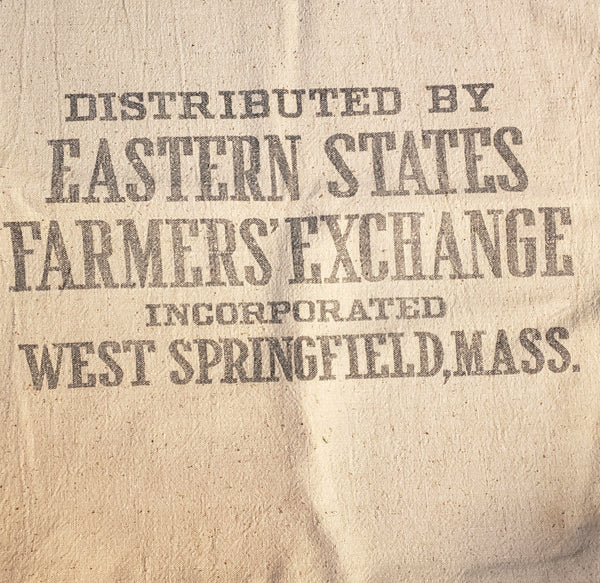 DISTRIBUTED BY
EASTERN STATES
FARMERS' EXCHANGE
INCORPORATED
WEST SPRINGFIELD, MASS.